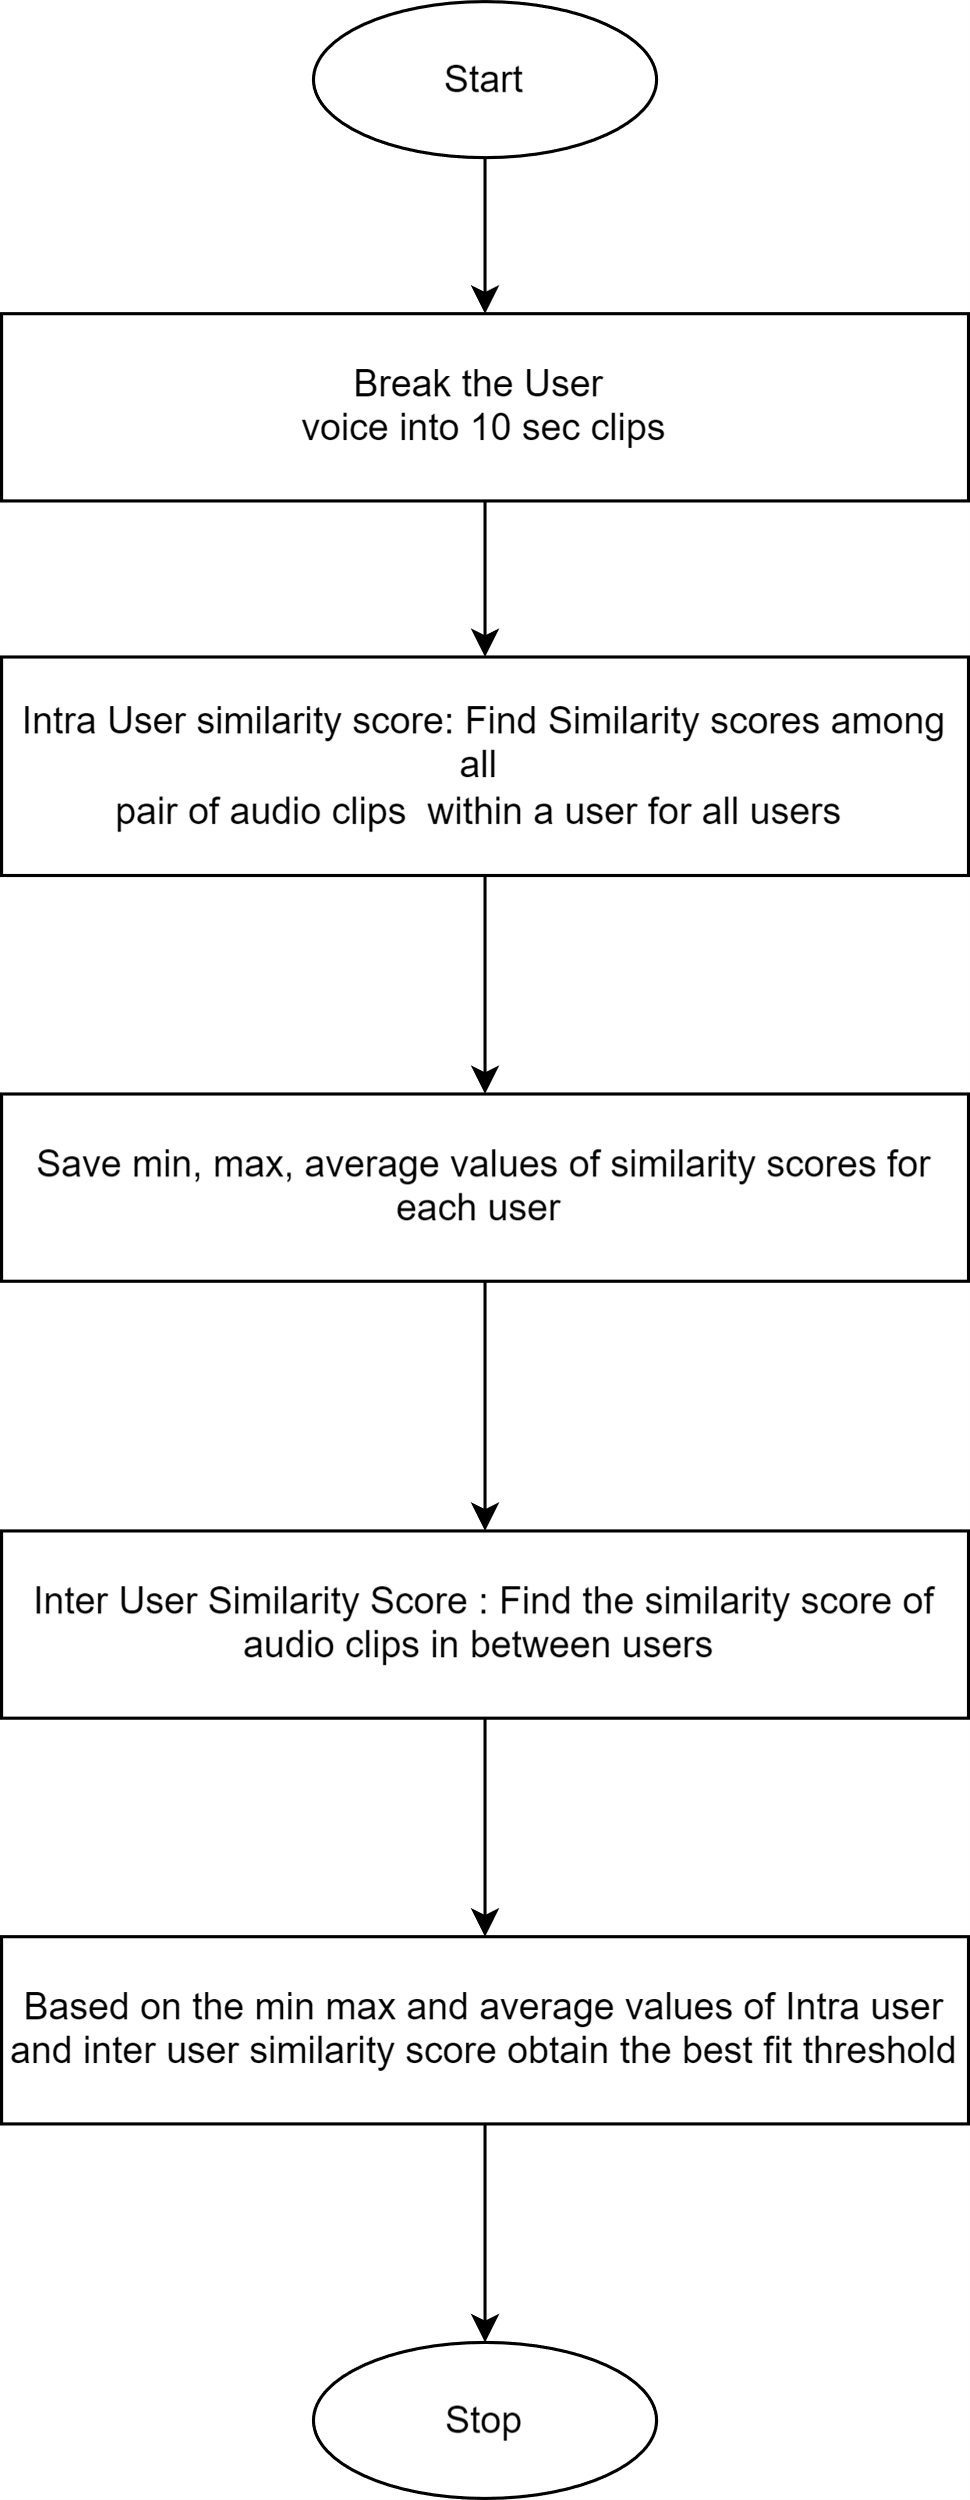 Start
Break the User
voice into 10 sec clips
Intra User similarity score: Find Similarity scores among
all
pair of audio clips  within a user for all users
Save min, max, average values of similarity scores for
each user
Inter User Similarity Score : Find the similarity score of
audio clips in between users
Based on the min max and average values of Intra user
and inter user similarity score obtain the best fit threshold
Stop